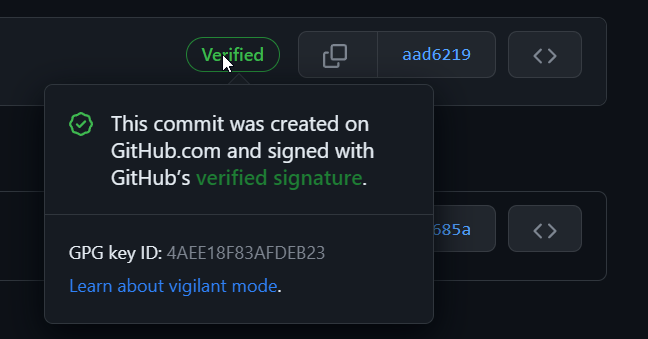 Verified
aad6219
This commit was created on
GitHub.com and signed with
GitHub's verified signature.
685a
GPG key ID: 4AEE18F83AFDEB23
Learn about vigilant mode.